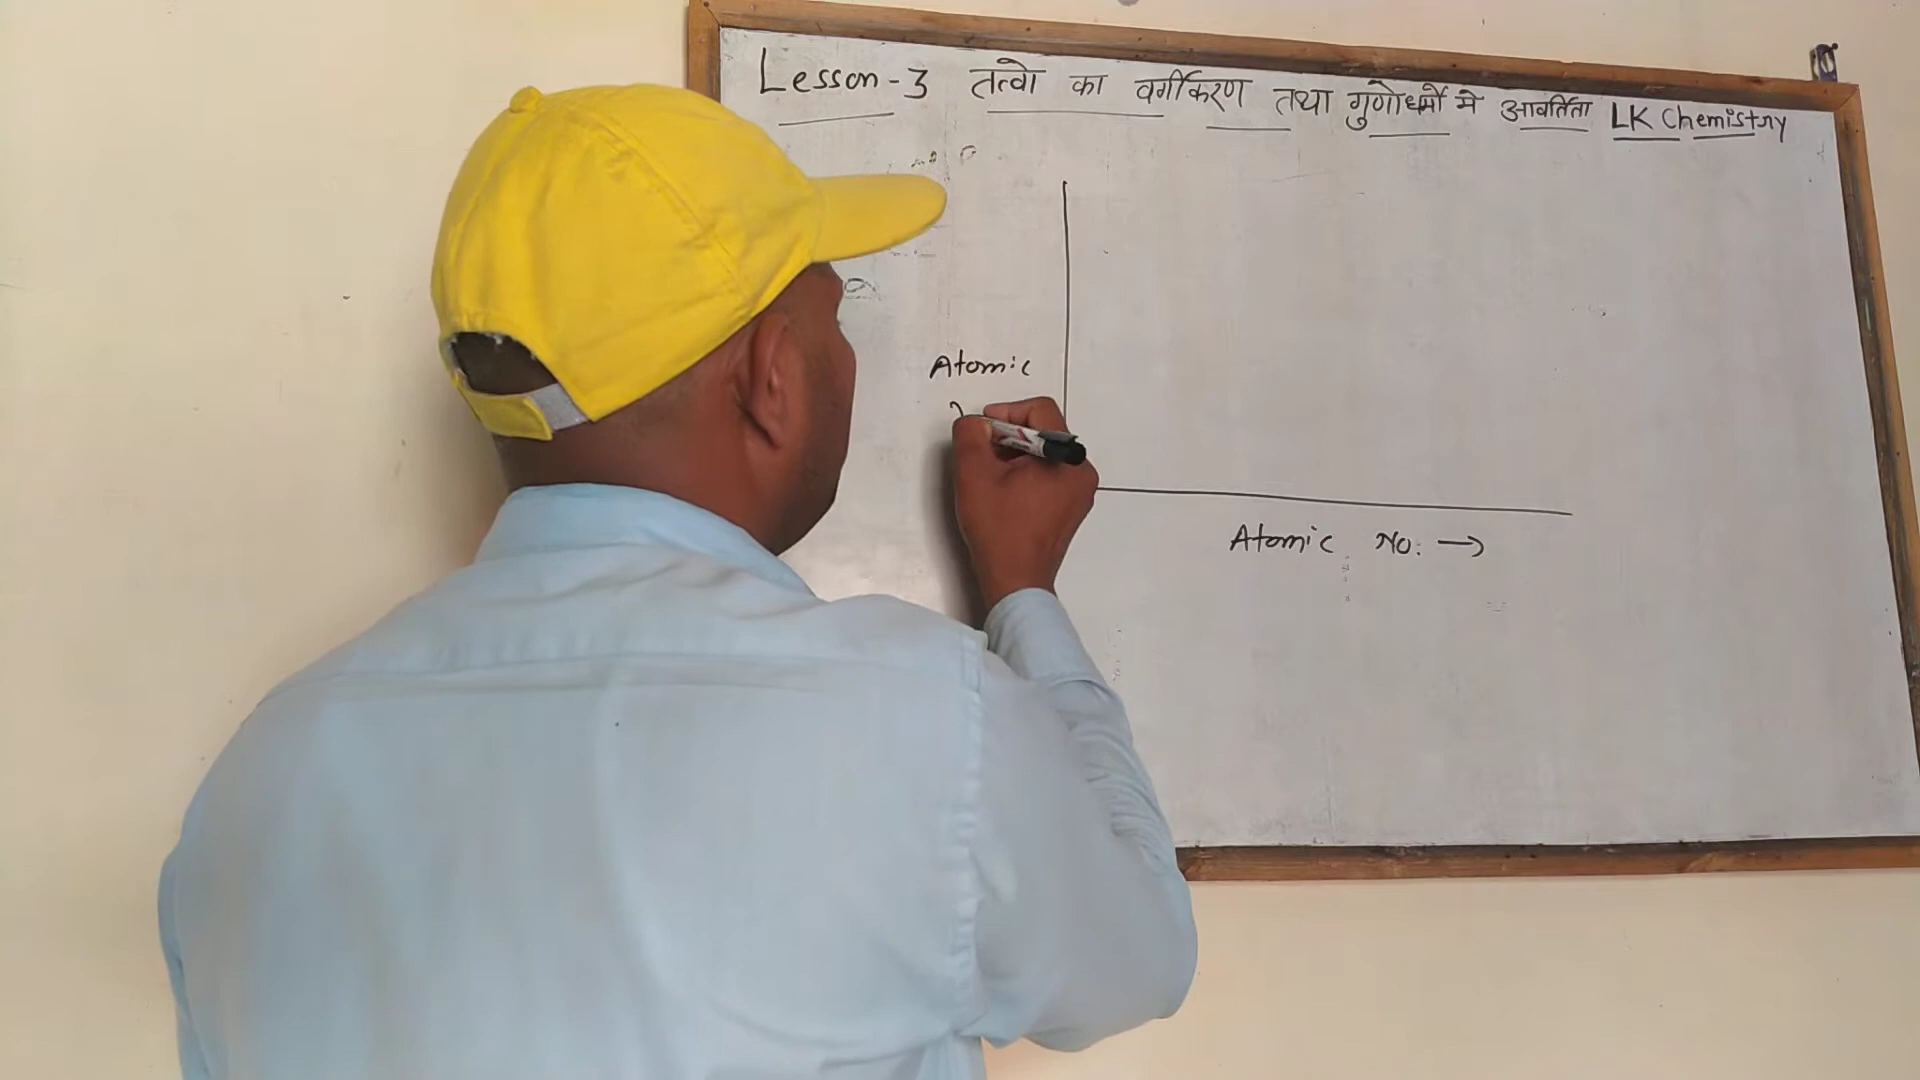 Lesson-3 तत्वो का वर्गीकरण तथा गुणोधर्मो मे आवर्तिता LK Chemistry
Atomic
Atomic No. →